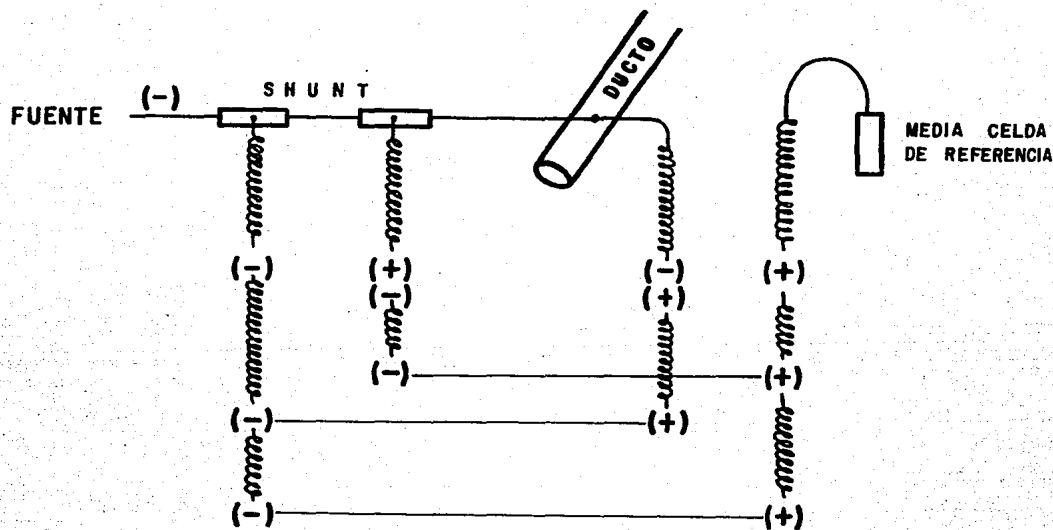 (-)
SHUNT
FUENTE
DUCTO
MEDIA CELDA
DE REFERENCIA
(-) (+) (-) (+)
(-) (+)
(-) (+)
(-) (+)
(-) (+)